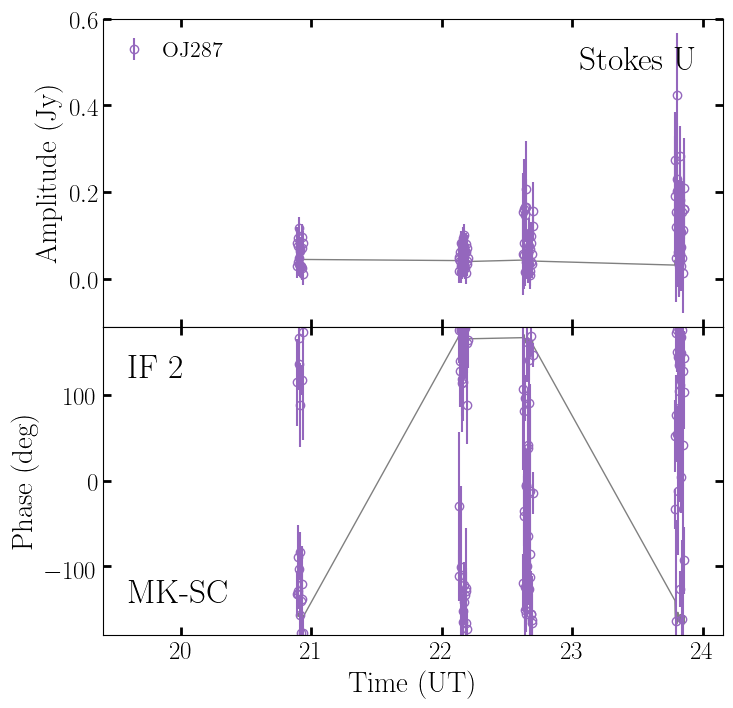 0.6
OJ287
Stokes U
0.4
0.2
0.0
Amplitude (Jy)
IF 2
100
0
−100
Phase (deg)
MK-SC
20 21 22 23 24
Time (UT)